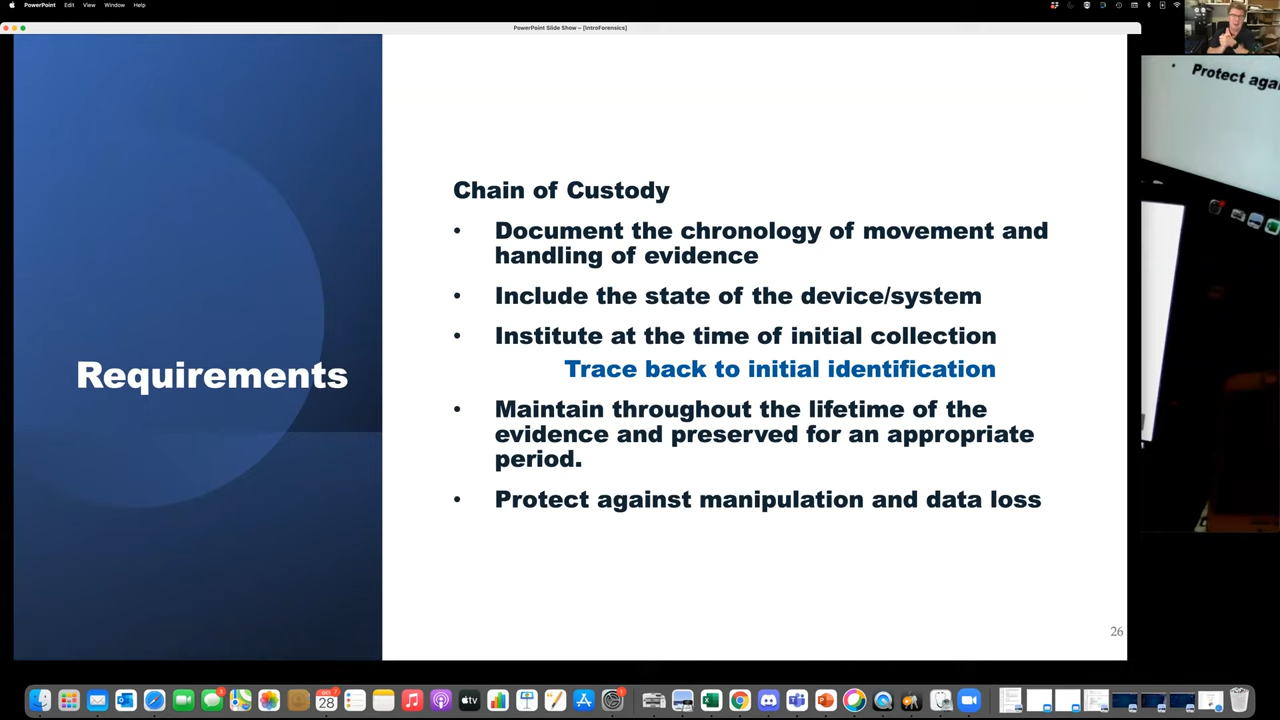 PowerPoint Edit View Window Help
PowerPoint Slide Show – [IntroForensics]
Requirements
Chain of Custody
• Document the chronology of movement and
handling of evidence
• Include the state of the device/system
• Institute at the time of initial collection
Trace back to initial identification
• Maintain throughout the lifetime of the
evidence and preserved for an appropriate
period.
• Protect against manipulation and data loss
26
• Protect aga
OCT
28
tv